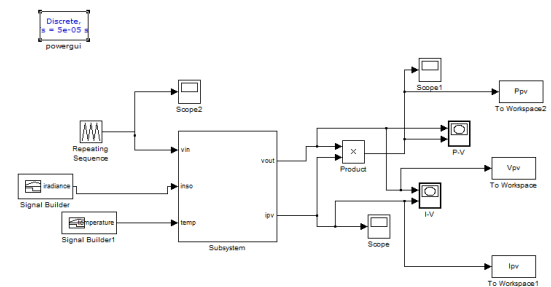 Discrete,
s = 5e-05 s
powergui
Scope2
Scope1
Ppv
To Workspace2
Repeating
Sequence
vin
vout
×
Product
P-V
irradiance
inso
Signal Builder
Vpv
To Workspace
I-V
temperature
temp
ipv
Signal Builder1
Subsystem
Scope
Ipv
To Workspace1